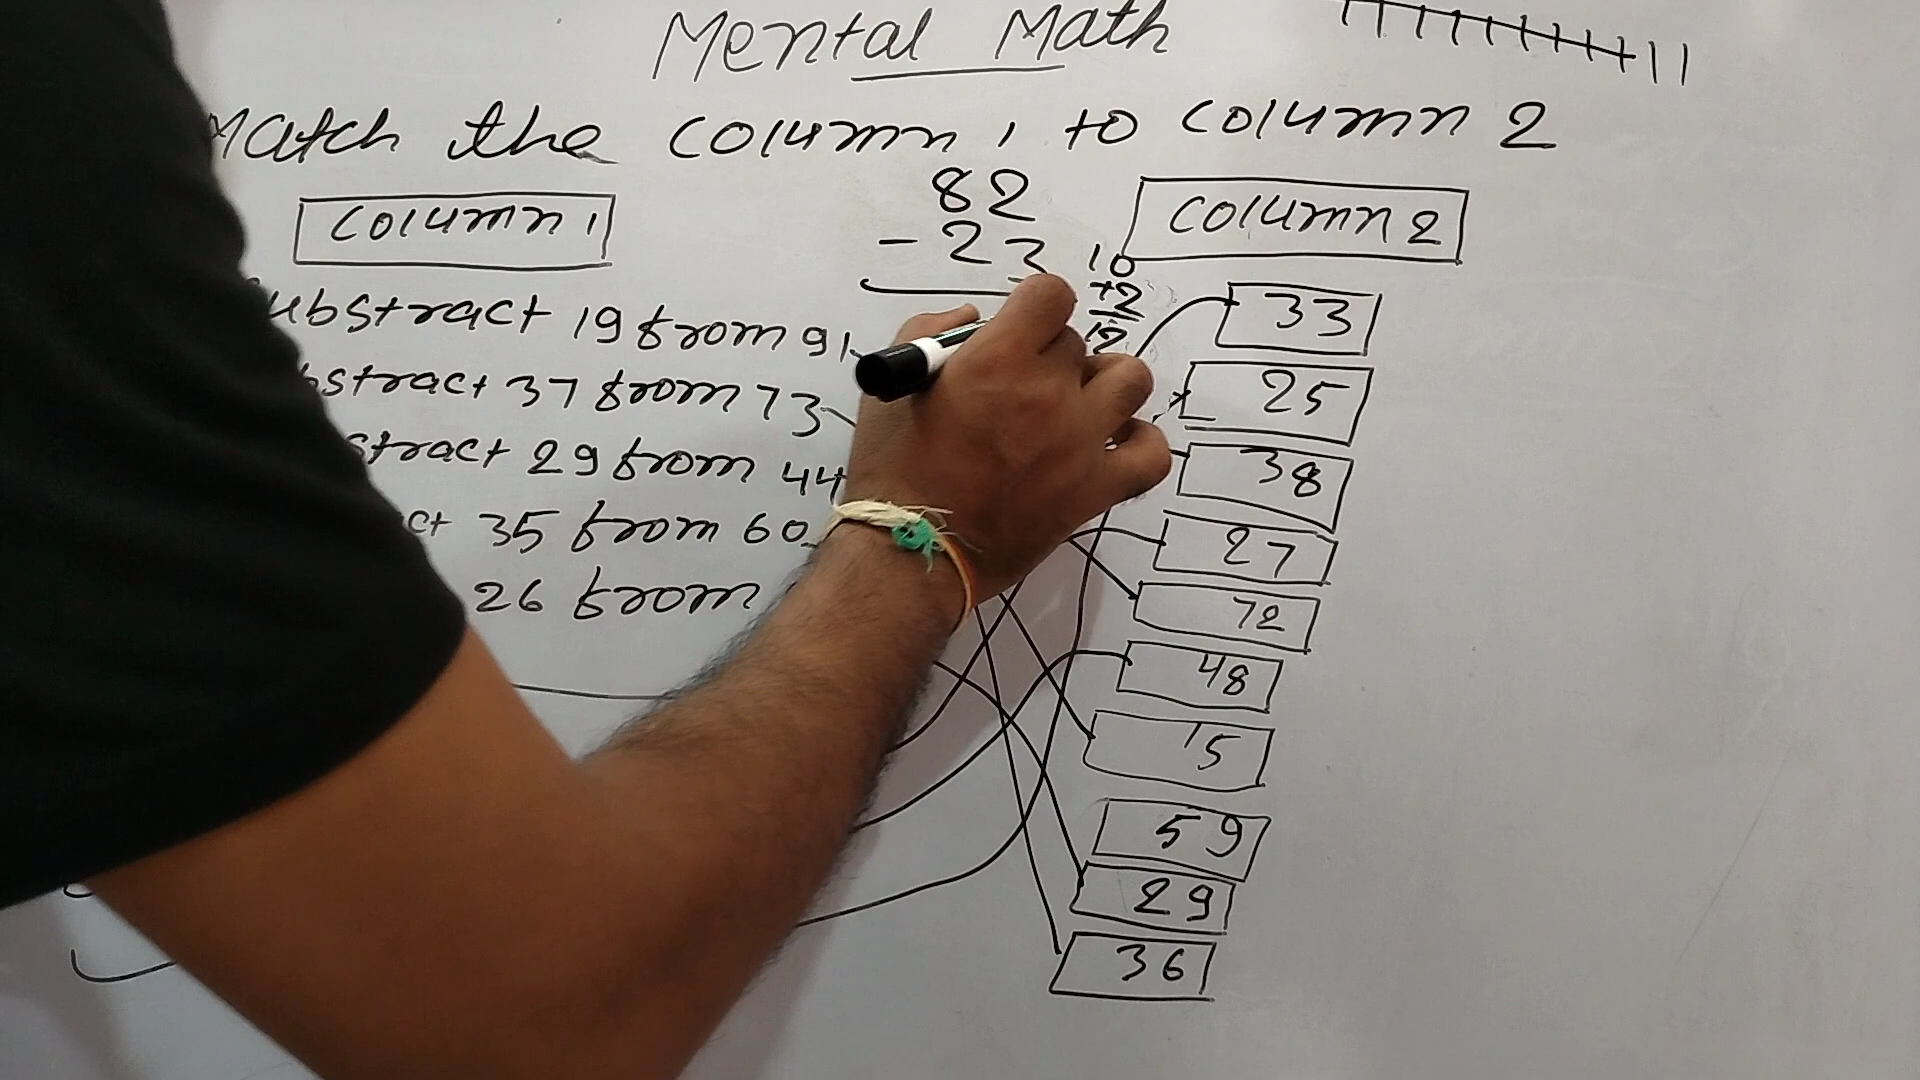 Mental Math
Match the column 1 to column 2
column 1
82
- 23
10
+2
12
column 2
substract 19 from 91
bstract 37 from 73
stract 29 from 44
ct 35 from 60
26 from
33
25
38
27
72
48
15
59
29
36